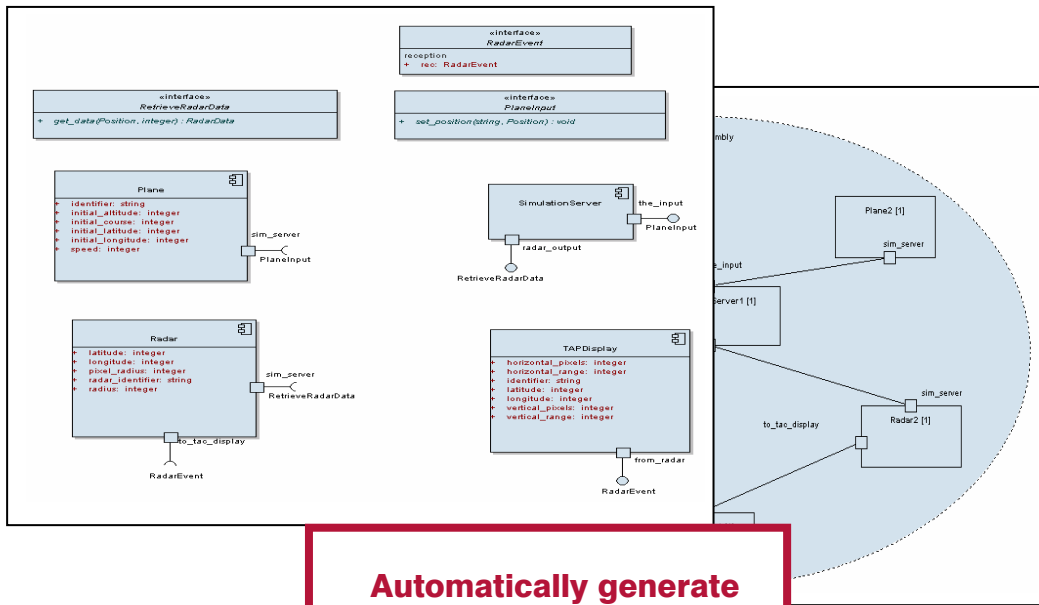 «interface»
RadarEvent
reception
+ rec: RadarEvent
«interface»
RetrieveRadarData
+ get_data(Position, integer) : RadarData
«interface»
PlaneInput
+ set_position(string, Position) : void
Plane
+ identifier: string
+ initial_altitude: integer
+ initial_course: integer
+ initial_latitude: integer
+ initial_longitude: integer
+ speed: integer
sim_server
PlaneInput
SimulationServer
the_input
PlaneInput
radar_output
RetrieveRadarData
Radar
+ latitude: integer
+ longitude: integer
+ pixel_radius: integer
+ radar_identifier: string
+ radius: integer
sim_server
RetrieveRadarData
to_tac_display
RadarEvent
TAPDisplay
+ horizontal_pixels: integer
+ horizontal_range: integer
+ identifier: string
+ latitude: integer
+ longitude: integer
+ vertical_pixels: integer
+ vertical_range: integer
from_radar
RadarEvent
mbly
Plane2 [1]
sim_server
e_input
Server1 [1]
sim_server
Radar2 [1]
to_tac_display
Automatically generate